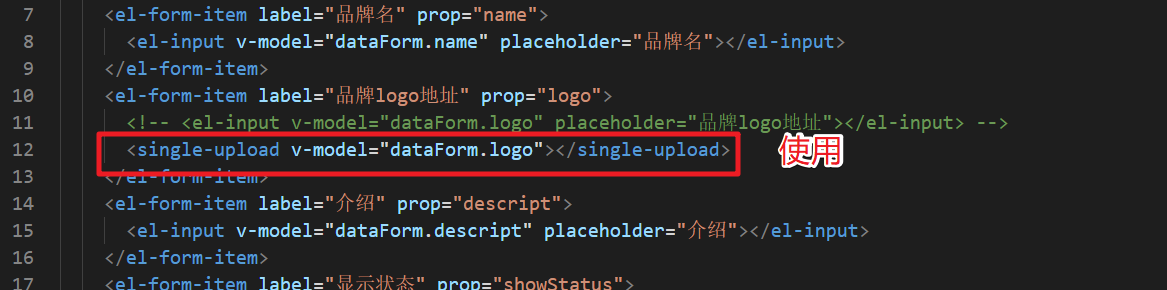 7 <el-form-item label="品牌名" prop="name">
8 <el-input v-model="dataForm.name" placeholder="品牌名"></el-input>
9 </el-form-item>
10 <el-form-item label="品牌logo地址" prop="logo">
11 <!-- <el-input v-model="dataForm.logo" placeholder="品牌logo地址"></el-input> -->
12 <single-upload v-model="dataForm.logo"></single-upload> 使用
13 </el-form-item>
14 <el-form-item label="介绍" prop="descript">
15 <el-input v-model="dataForm.descript" placeholder="介绍"></el-input>
16 </el-form-item>
17 <el-form-item label="显示状态" prop="showStatus">